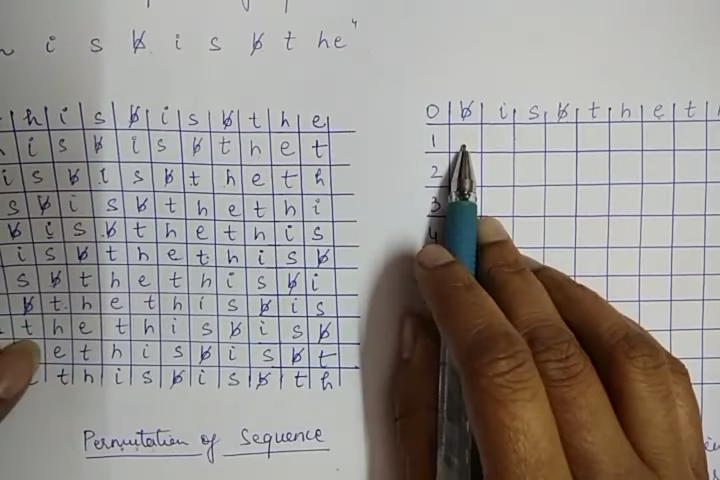 i s ␢ i s ␢ t he"
h i s ␢ i s ␢ t h e
i s ␢ i s ␢ t h e t
i s ␢ i s ␢ t h e t h
s ␢ i s ␢ t h e t h i
␢ i s ␢ t h e t h i s
i s ␢ t h e t h i s ␢
s ␢ t h e t h i s ␢ i
␢ t h e t h i s ␢ i s
t h e t h i s ␢ i s ␢
e t h i s ␢ i s ␢ t
t h i s ␢ i s ␢ t h
Permutation of Sequence
0 ␢ i s ␢ t h e t h
1
2
3
4